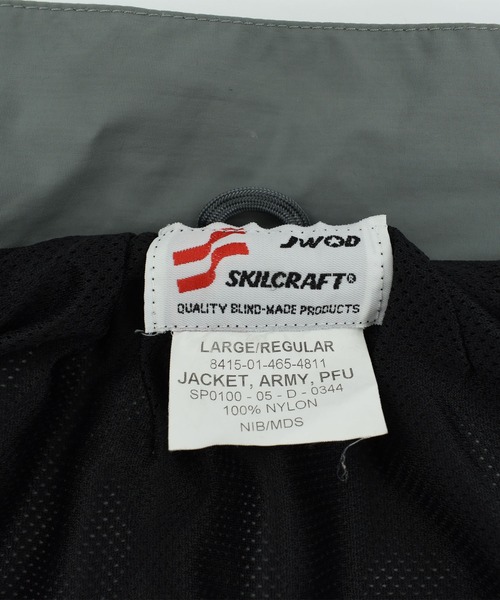 JWOD
SKILCRAFT®
QUALITY BLIND-MADE PRODUCTS
LARGE/REGULAR
8415-01-465-4811
JACKET, ARMY, PFU
SP0100 - 05 - D - 0344
100% NYLON
NIB/MDS